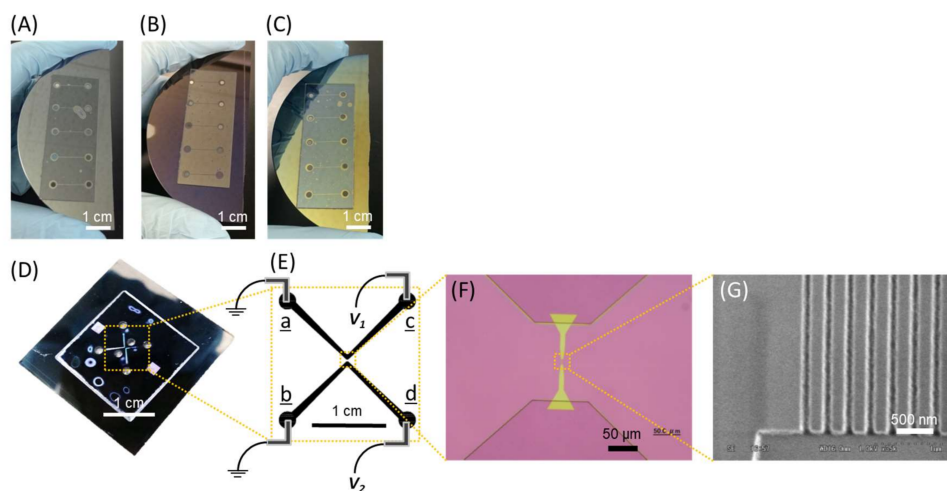 (A)
(B)
(C)
1 cm
1 cm
1 cm
(D)
(E)
(F)
(G)
a
c
V1
b
d
1 cm
1 cm
V2
50 μm
500 nm